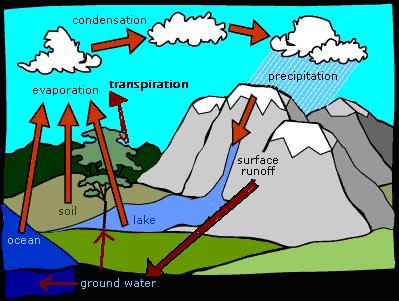 condensation
precipitation
transpiration
evaporation
surface
runoff
soil
lake
ocean
ground water